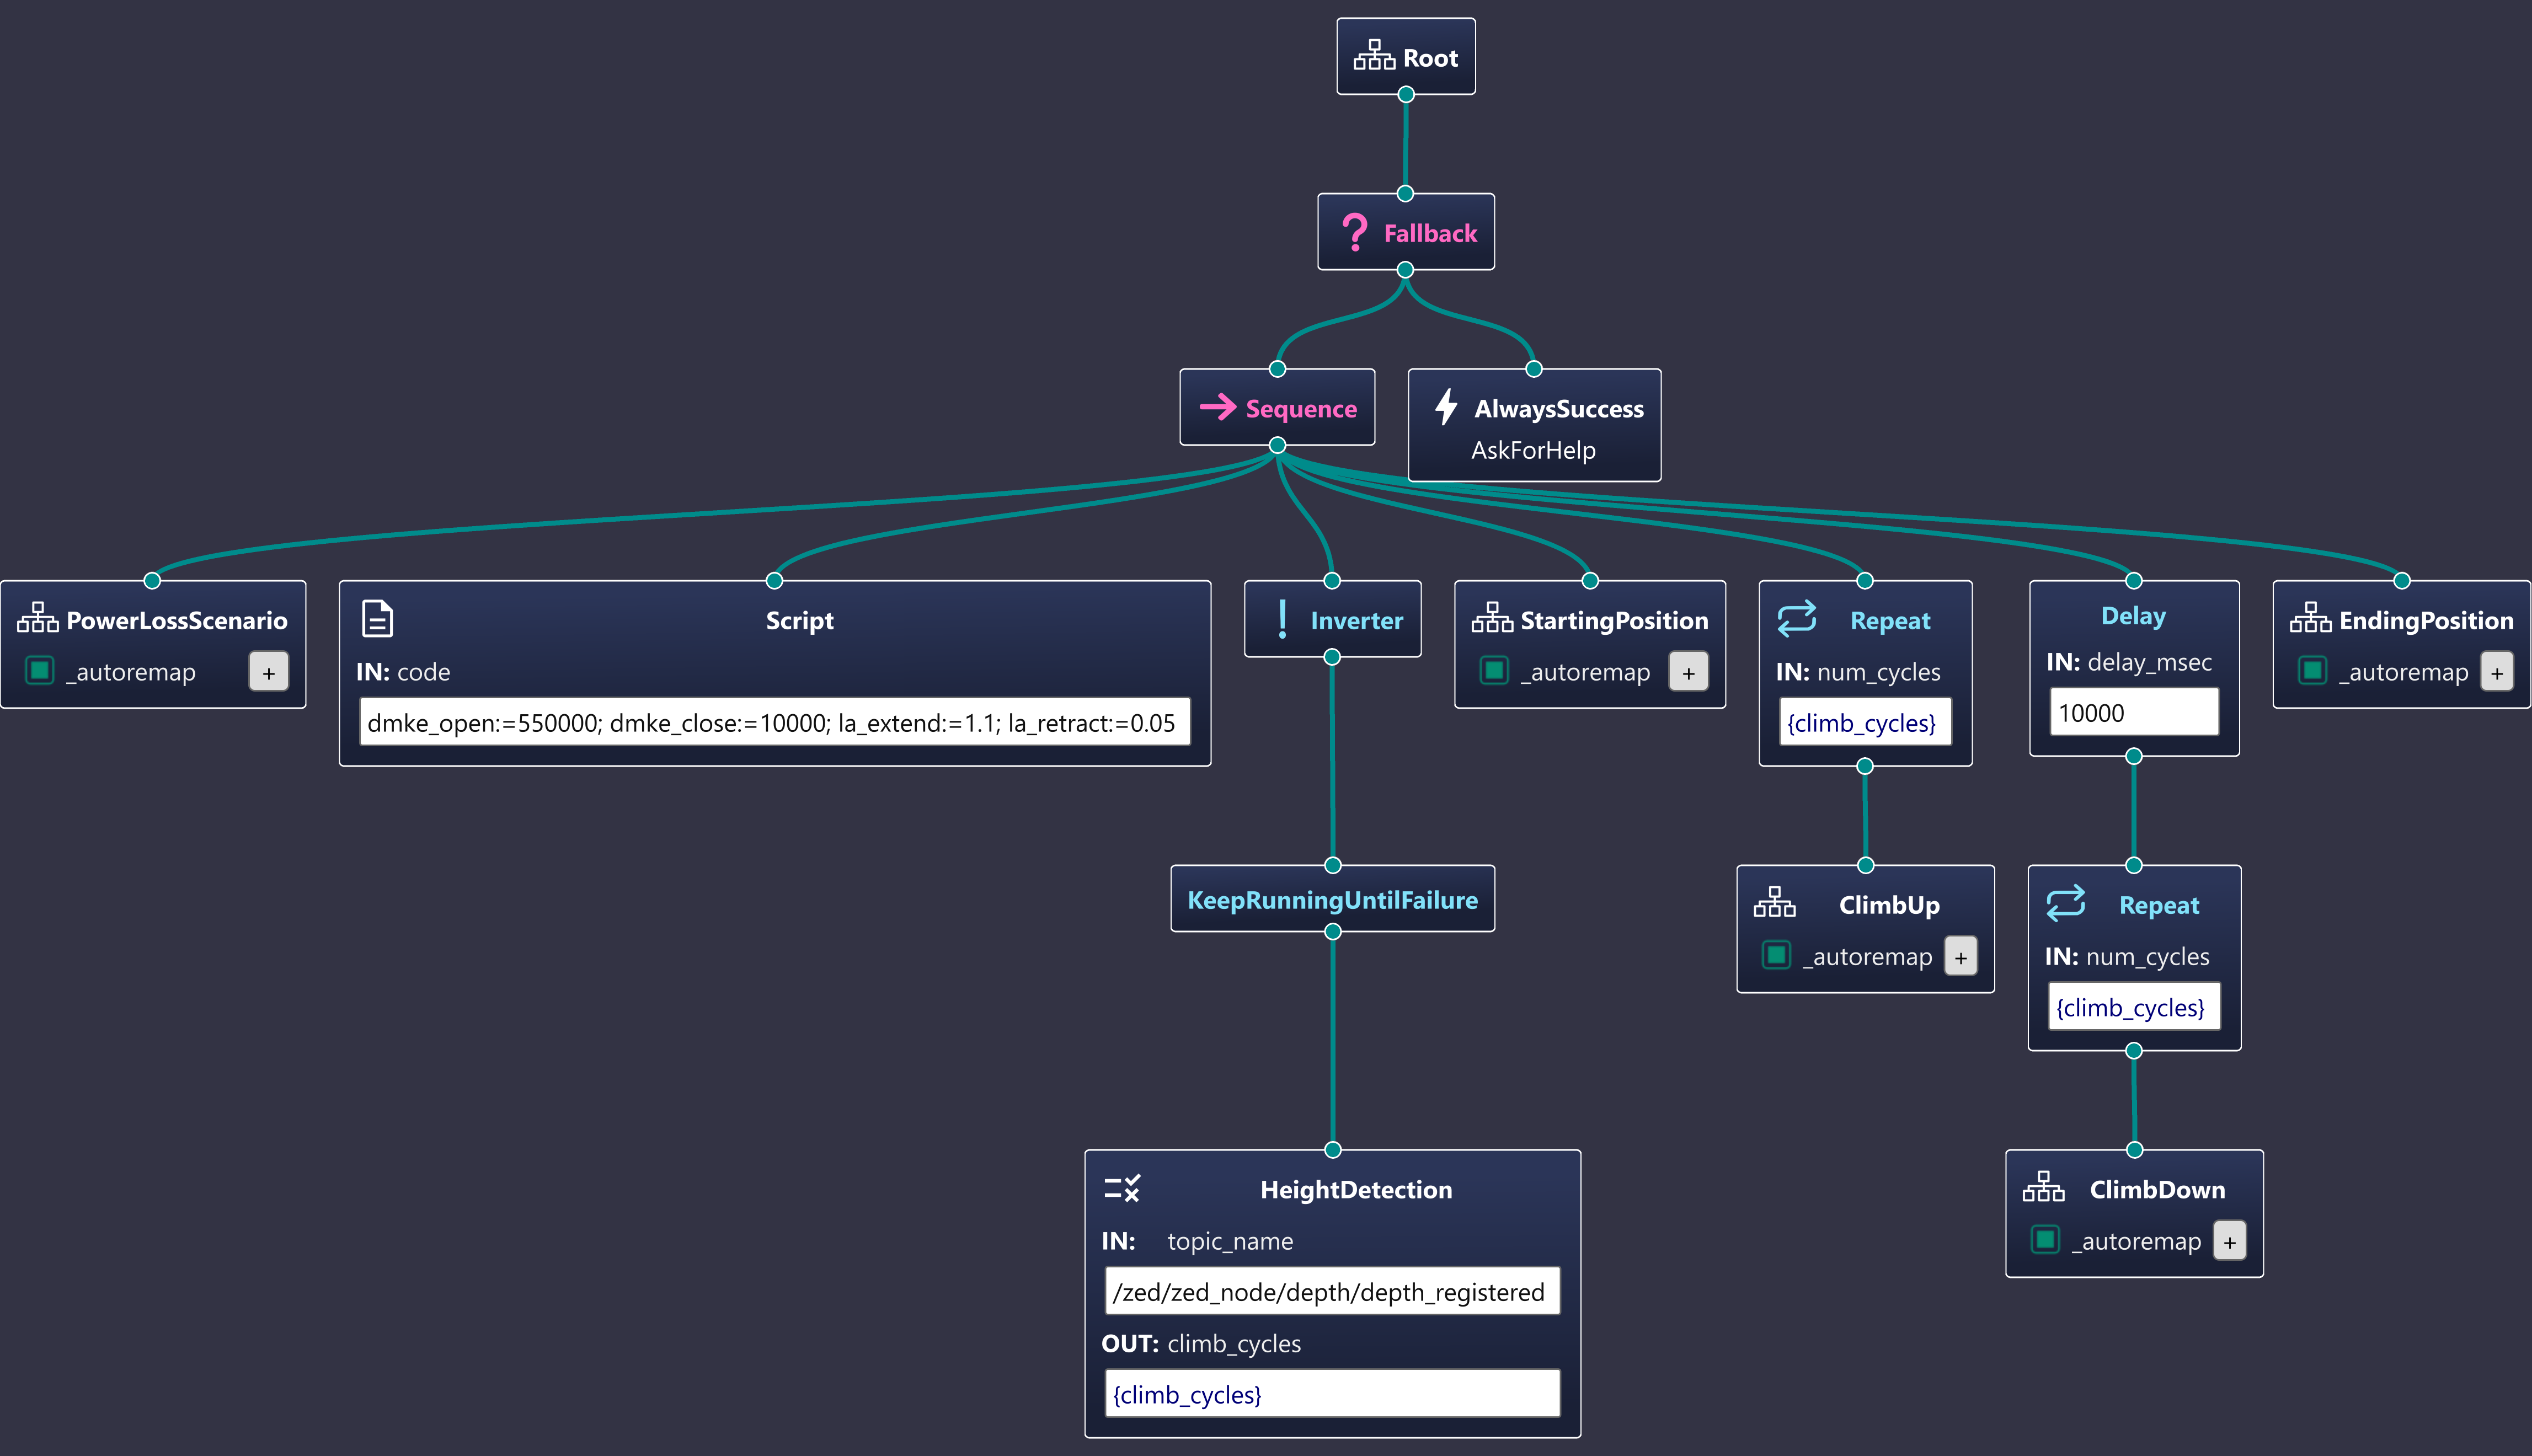 Root
Fallback
Sequence
AlwaysSuccess
AskForHelp
PowerLossScenario
_autoremap
+
Script
IN: code
dmke_open:=550000; dmke_close:=10000; la_extend:=1.1; la_retract:=0.05
Inverter
StartingPosition
_autoremap
+
Repeat
IN: num_cycles
{climb_cycles}
Delay
IN: delay_msec
10000
EndingPosition
_autoremap
+
KeepRunningUntilFailure
ClimbUp
_autoremap
+
Repeat
IN: num_cycles
{climb_cycles}
HeightDetection
IN: topic_name
/zed/zed_node/depth/depth_registered
OUT: climb_cycles
{climb_cycles}
ClimbDown
_autoremap
+